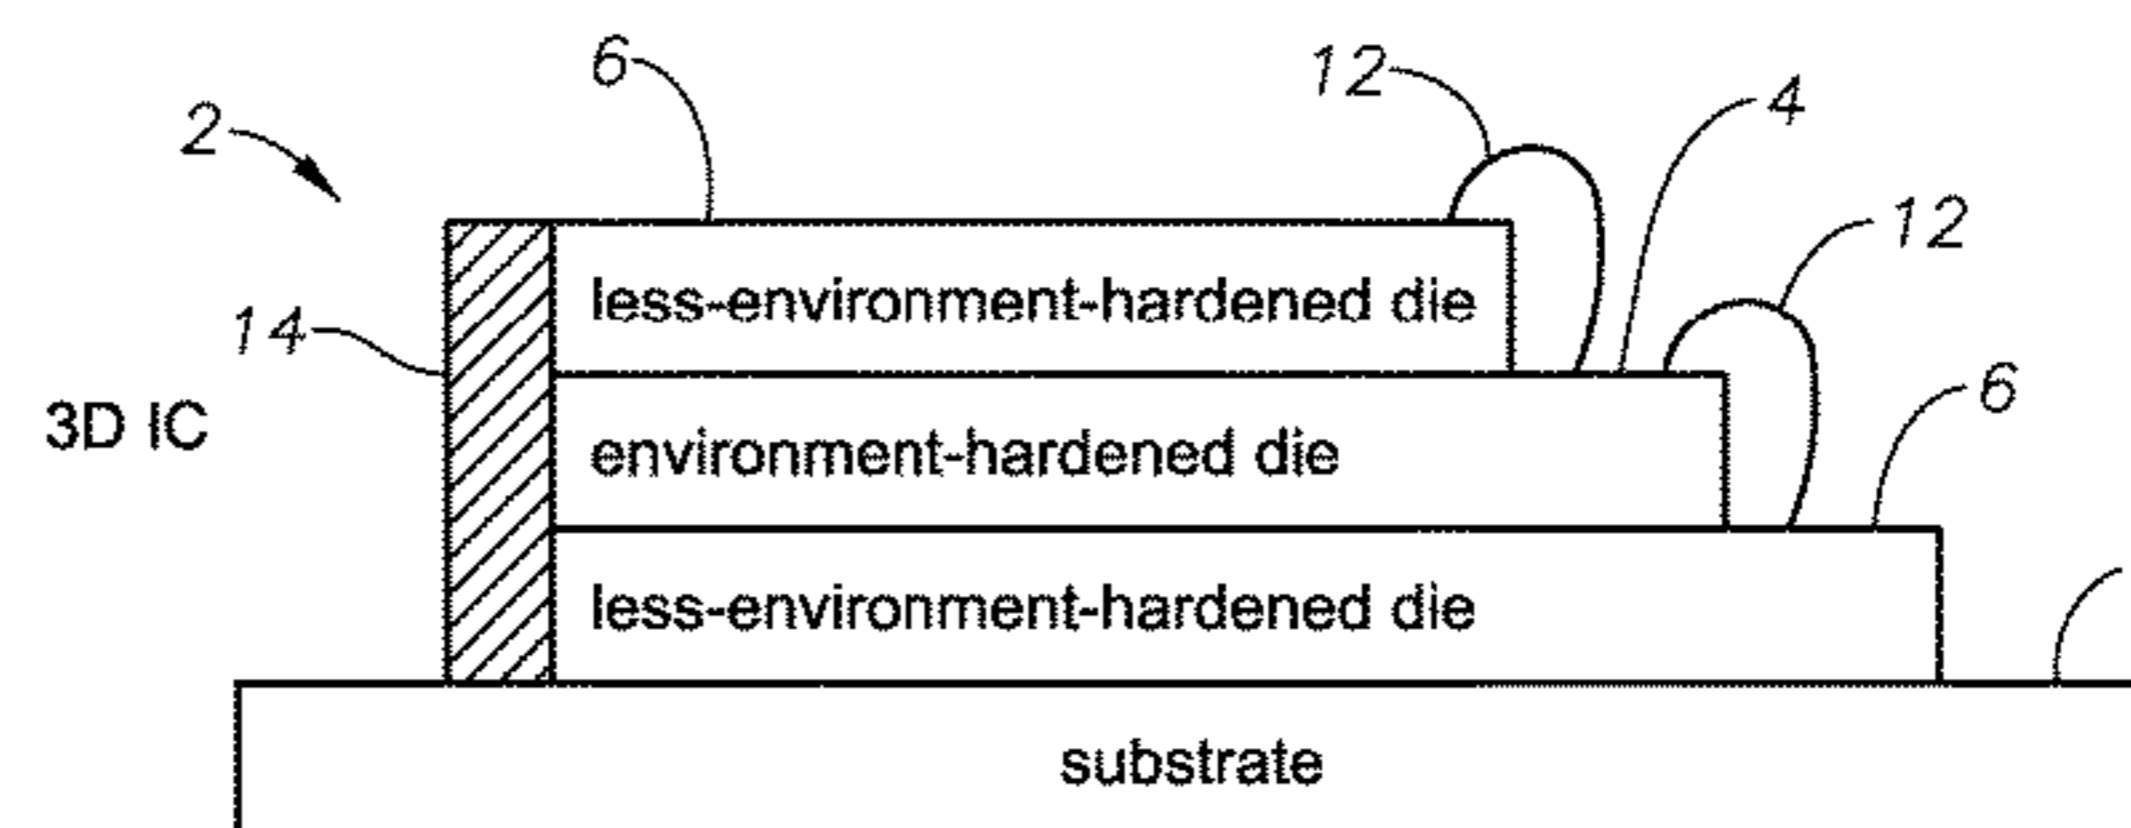 6
12
4
2
12
less-environment-hardened die
14
6
3D IC
environment-hardened die
less-environment-hardened die
substrate